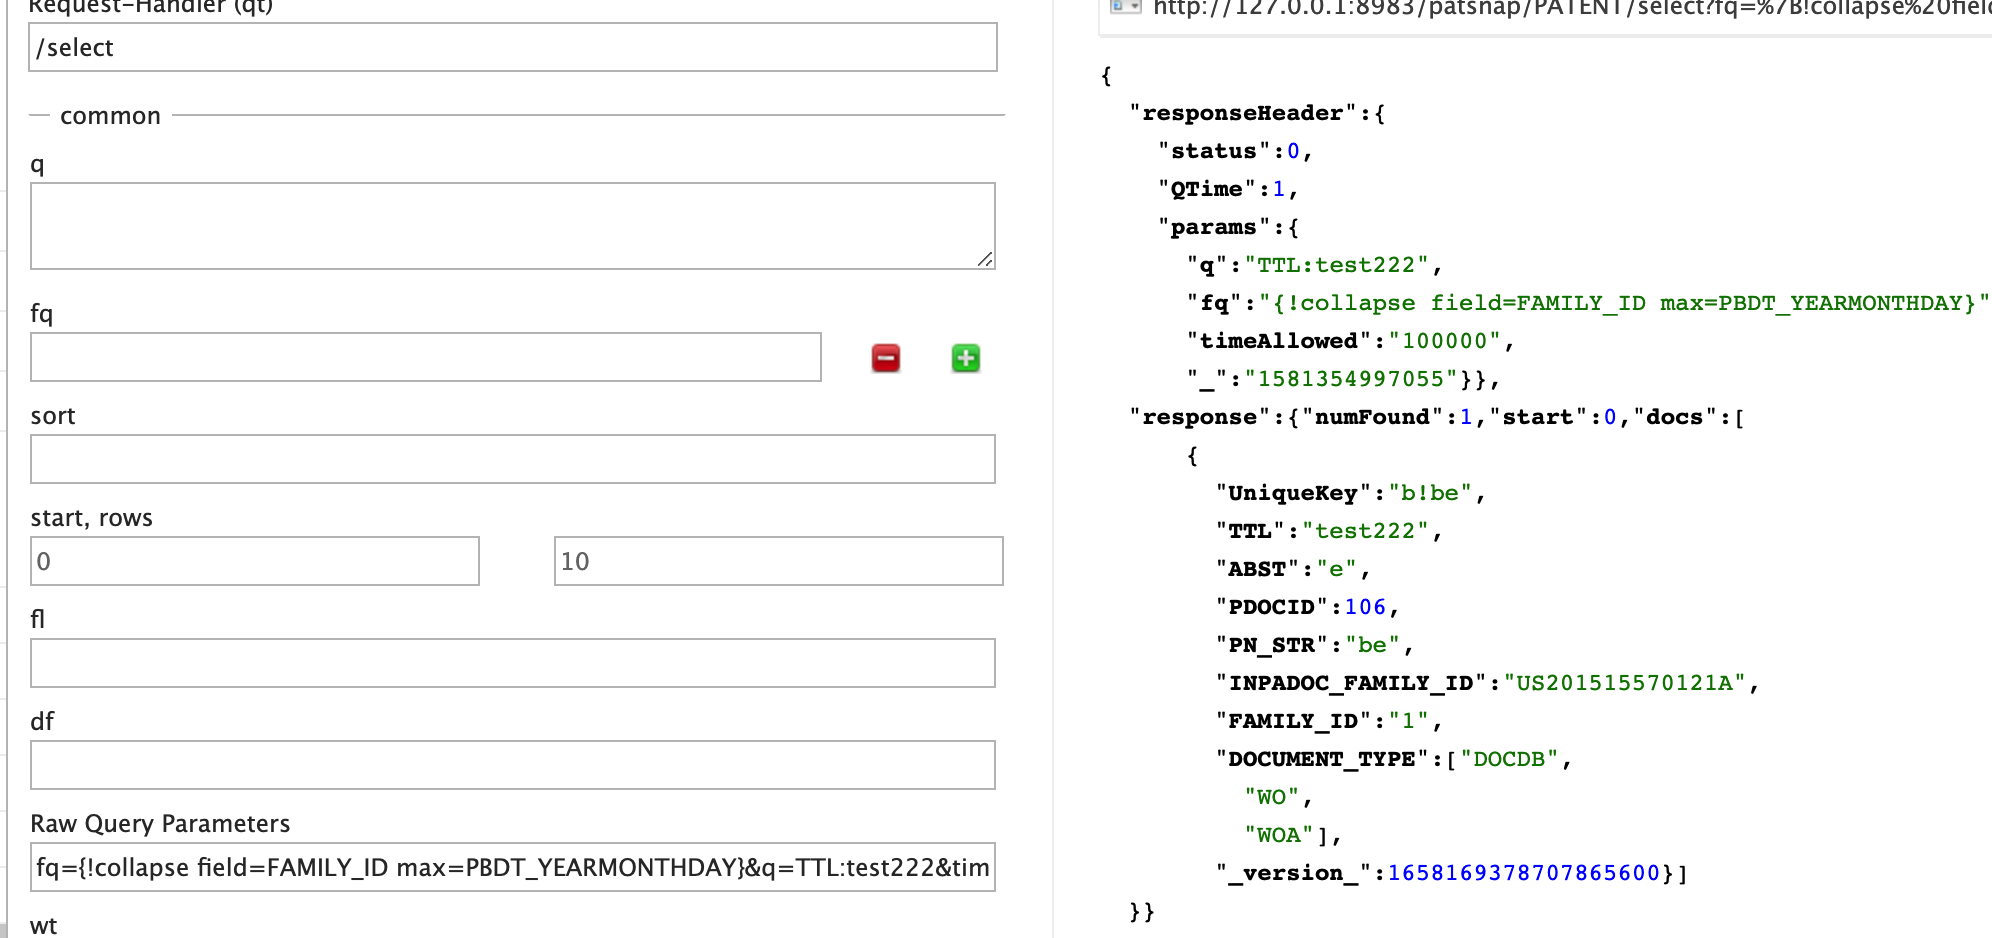 Request-Handler (qt)
/select
common
q
fq
sort
start, rows
0
10
fl
df
Raw Query Parameters
fq={!collapse field=FAMILY_ID max=PBDT_YEARMONTHDAY}&q=TTL:test222&tim
wt
http://127.0.0.1:8983/patsnap/PATENT/select?fq=%7B!collapse%20fiel
{
"responseHeader":{
"status":0,
"QTime":1,
"params":{
"q":"TTL:test222",
"fq":"{!collapse field=FAMILY_ID max=PBDT_YEARMONTHDAY}"
"timeAllowed":"100000",
"_":"1581354997055"}},
"response":{"numFound":1,"start":0,"docs":[
{
"UniqueKey":"b!be",
"TTL":"test222",
"ABST":"e",
"PDOCID":106,
"PN_STR":"be",
"INPADOC_FAMILY_ID":"US201515570121A",
"FAMILY_ID":"1",
"DOCUMENT_TYPE":["DOCDB",
"WO",
"WOA"],
"_version_":1658169378707865600}]
}}